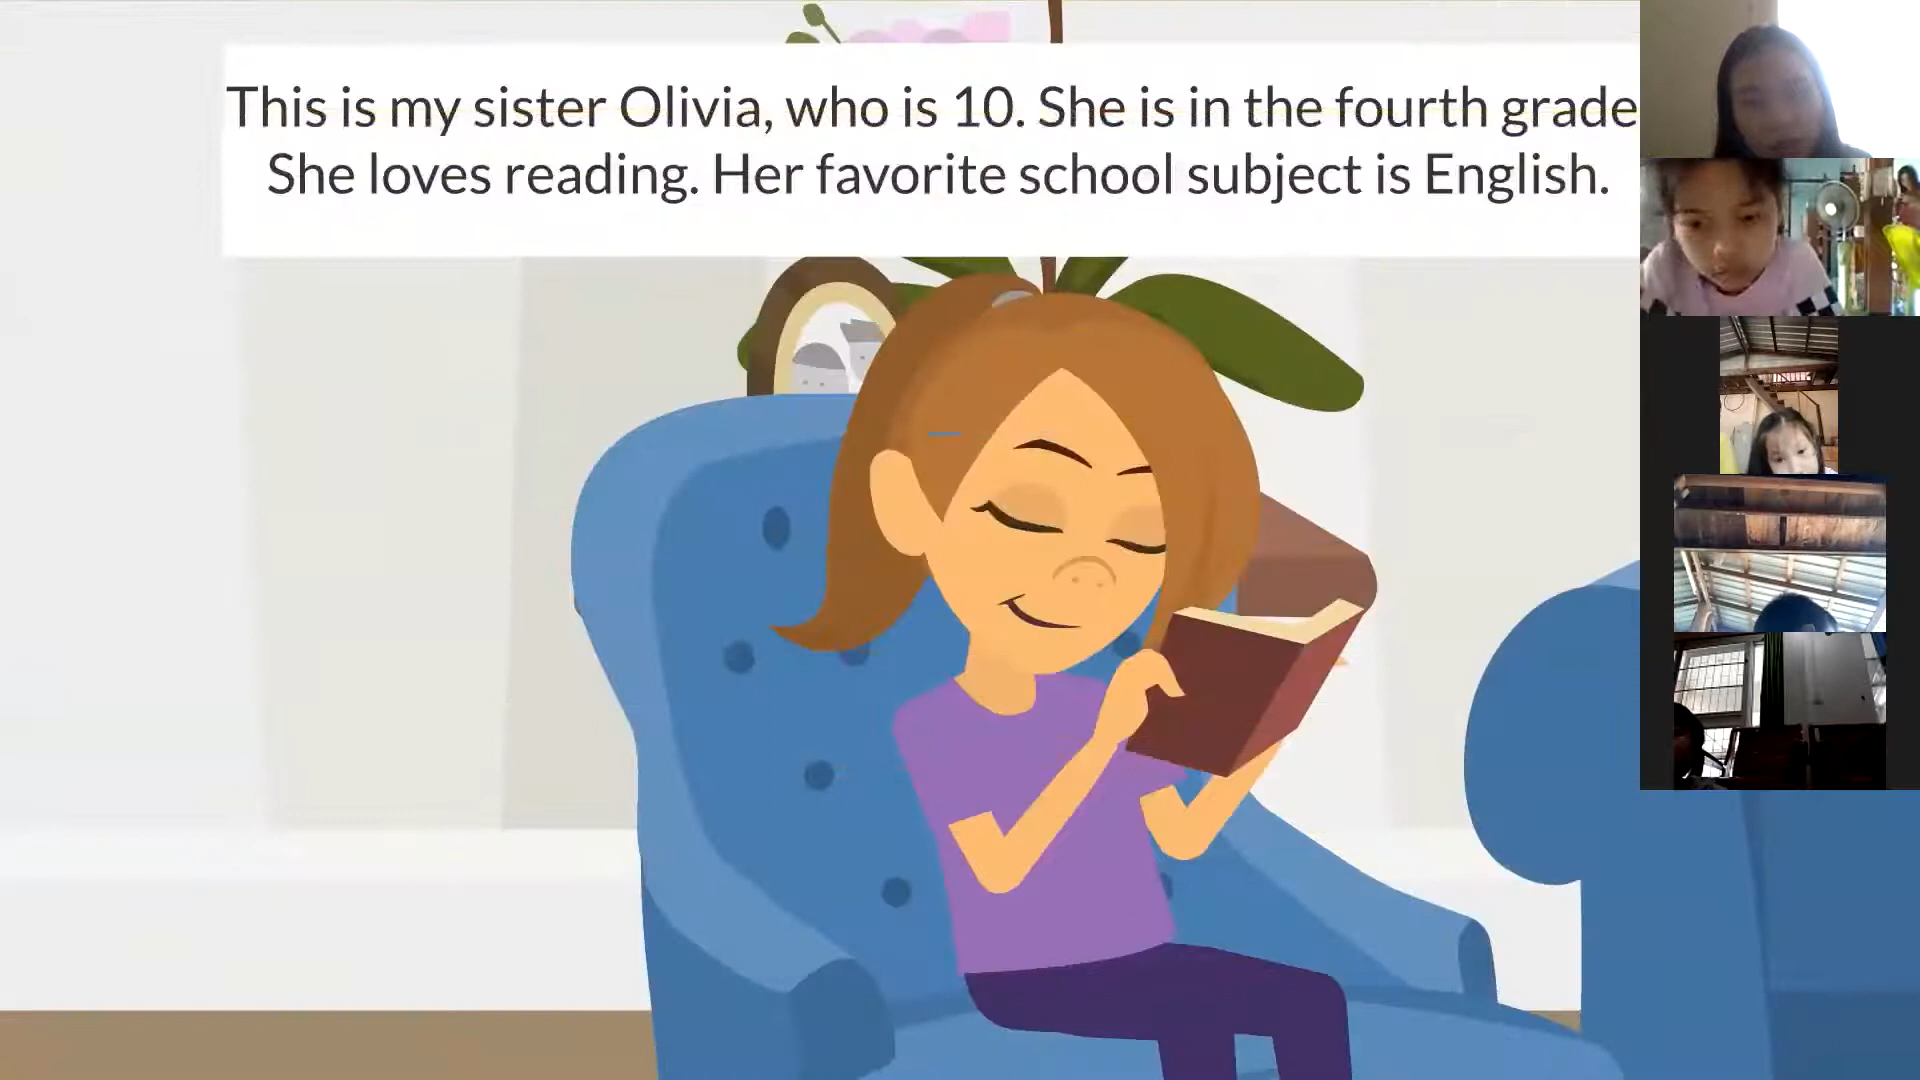 This is my sister Olivia, who is 10. She is in the fourth grade
She loves reading. Her favorite school subject is English.